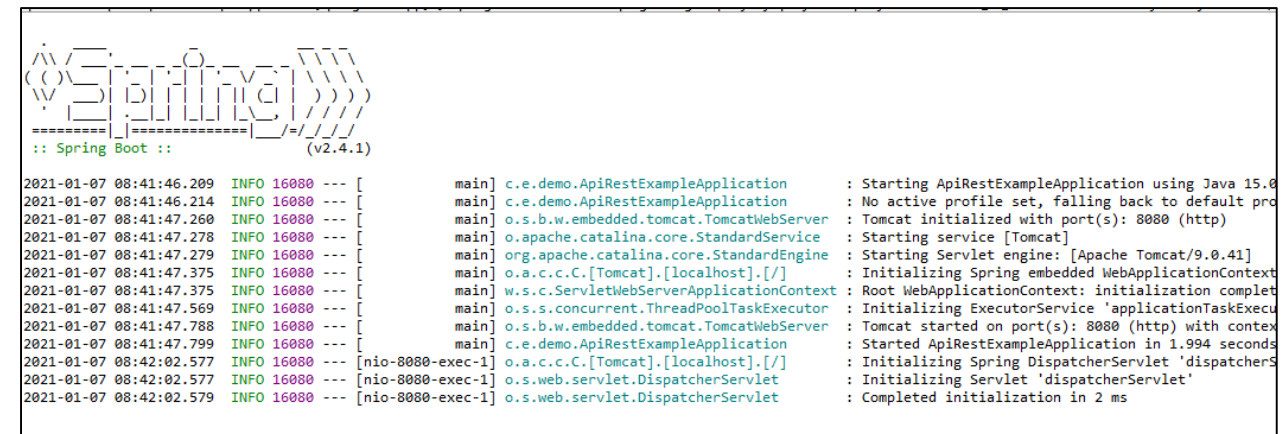 :: Spring Boot ::                (v2.4.1)
2021-01-07 08:41:46.209  INFO 16080 --- [           main] c.e.demo.ApiRestExampleApplication       : Starting ApiRestExampleApplication using Java 15.0
2021-01-07 08:41:46.214  INFO 16080 --- [           main] c.e.demo.ApiRestExampleApplication       : No active profile set, falling back to default pro
2021-01-07 08:41:47.260  INFO 16080 --- [           main] o.s.b.w.embedded.tomcat.TomcatWebServer  : Tomcat initialized with port(s): 8080 (http)
2021-01-07 08:41:47.278  INFO 16080 --- [           main] o.apache.catalina.core.StandardService   : Starting service [Tomcat]
2021-01-07 08:41:47.279  INFO 16080 --- [           main] org.apache.catalina.core.StandardEngine  : Starting Servlet engine: [Apache Tomcat/9.0.41]
2021-01-07 08:41:47.375  INFO 16080 --- [           main] o.a.c.c.C.[Tomcat].[localhost].[/]       : Initializing Spring embedded WebApplicationContext
2021-01-07 08:41:47.375  INFO 16080 --- [           main] w.s.c.ServletWebServerApplicationContext : Root WebApplicationContext: initialization complet
2021-01-07 08:41:47.569  INFO 16080 --- [           main] o.s.s.concurrent.ThreadPoolTaskExecutor  : Initializing ExecutorService 'applicationTaskExecu
2021-01-07 08:41:47.788  INFO 16080 --- [           main] o.s.b.w.embedded.tomcat.TomcatWebServer  : Tomcat started on port(s): 8080 (http) with contex
2021-01-07 08:41:47.799  INFO 16080 --- [           main] c.e.demo.ApiRestExampleApplication       : Started ApiRestExampleApplication in 1.994 seconds
2021-01-07 08:42:02.577  INFO 16080 --- [nio-8080-exec-1] o.a.c.c.C.[Tomcat].[localhost].[/]       : Initializing Spring DispatcherServlet 'dispatcherS
2021-01-07 08:42:02.577  INFO 16080 --- [nio-8080-exec-1] o.s.web.servlet.DispatcherServlet        : Initializing Servlet 'dispatcherServlet'
2021-01-07 08:42:02.579  INFO 16080 --- [nio-8080-exec-1] o.s.web.servlet.DispatcherServlet        : Completed initialization in 2 ms